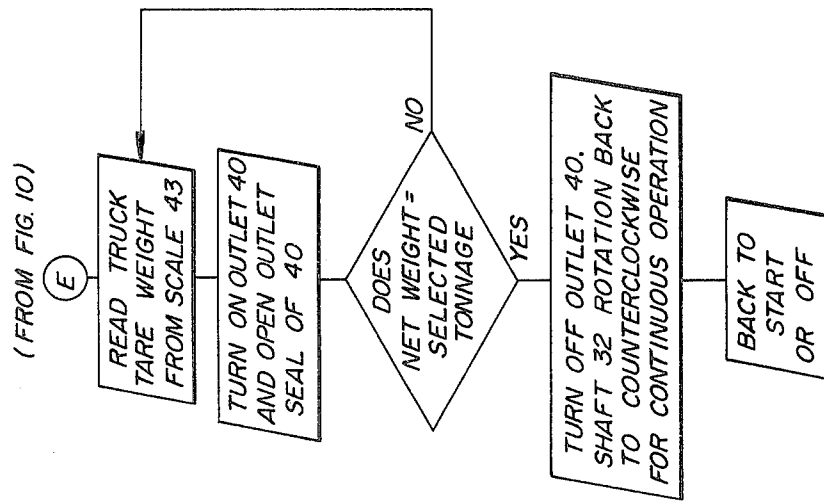 (FROM FIG. 10)
E
READ TRUCK
TARE WEIGHT
FROM SCALE 43
TURN ON OUTLET 40
AND OPEN OUTLET
SEAL OF 40
DOES
NET WEIGHT =
SELECTED
TONNAGE
NO
YES
TURN OFF OUTLET 40.
SHAFT 32 ROTATION BACK
TO COUNTERCLOCKWISE
FOR CONTINUOUS OPERATION
BACK TO
START
OR OFF